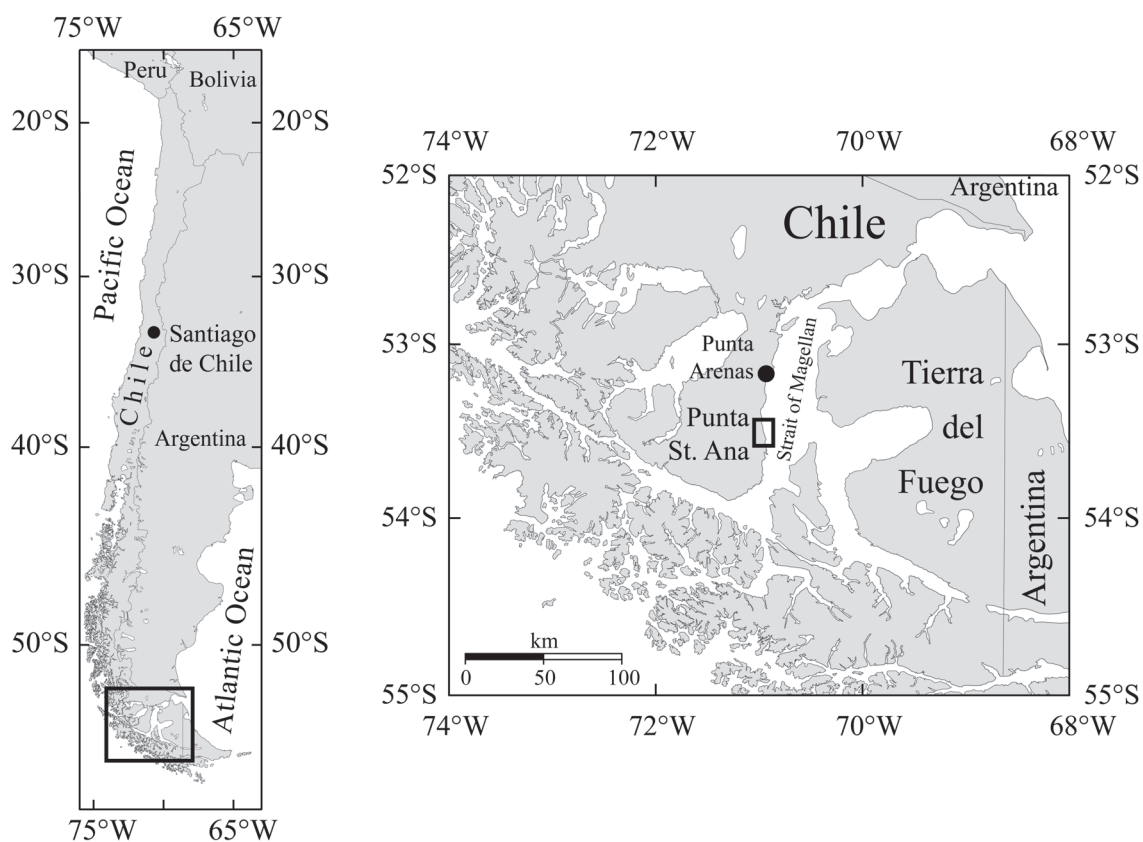 75°W 65°W
Peru
Bolivia
20°S 20°S
Pacific Ocean
30°S 30°S
Santiago
de Chile
Chile
Argentina
40°S 40°S
Atlantic Ocean
50°S 50°S
75°W 65°W
74°W 72°W 70°W 68°W
52°S 52°S
Argentina
Chile
53°S 53°S
Punta
Arenas
Strait of Magellan
Tierra
del
Fuego
Punta
St. Ana
54°S 54°S
Argentina
km
0 50 100
55°S 55°S
74°W 72°W 70°W 68°W